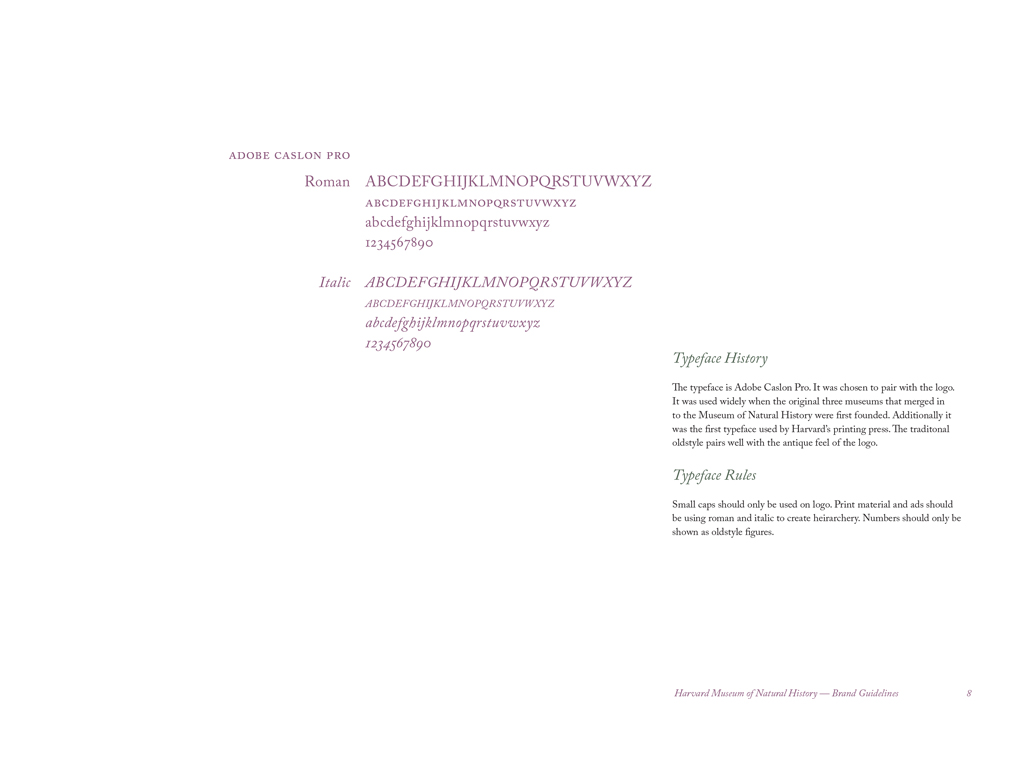 ADOBE CASLON PRO
Roman ABCDEFGHIJKLMNOPQRSTUVWXYZ
ABCDEFGHIJKLMNOPQRSTUVWXYZ
abcdefghijklmnopqrstuvwxyz
1234567890
Italic ABCDEFGHIJKLMNOPQRSTUVWXYZ
ABCDEFGHIJKLMNOPQRSTUVWXYZ
abcdefghijklmnopqrstuvwxyz
1234567890
Typeface History
The typeface is Adobe Caslon Pro. It was chosen to pair with the logo.
It was used widely when the original three museums that merged in
to the Museum of Natural History were first founded. Additionally it
was the first typeface used by Harvard's printing press. The traditonal
oldstyle pairs well with the antique feel of the logo.
Typeface Rules
Small caps should only be used on logo. Print material and ads should
be using roman and italic to create heirarchery. Numbers should only be
shown as oldstyle figures.
Harvard Museum of Natural History — Brand Guidelines 8